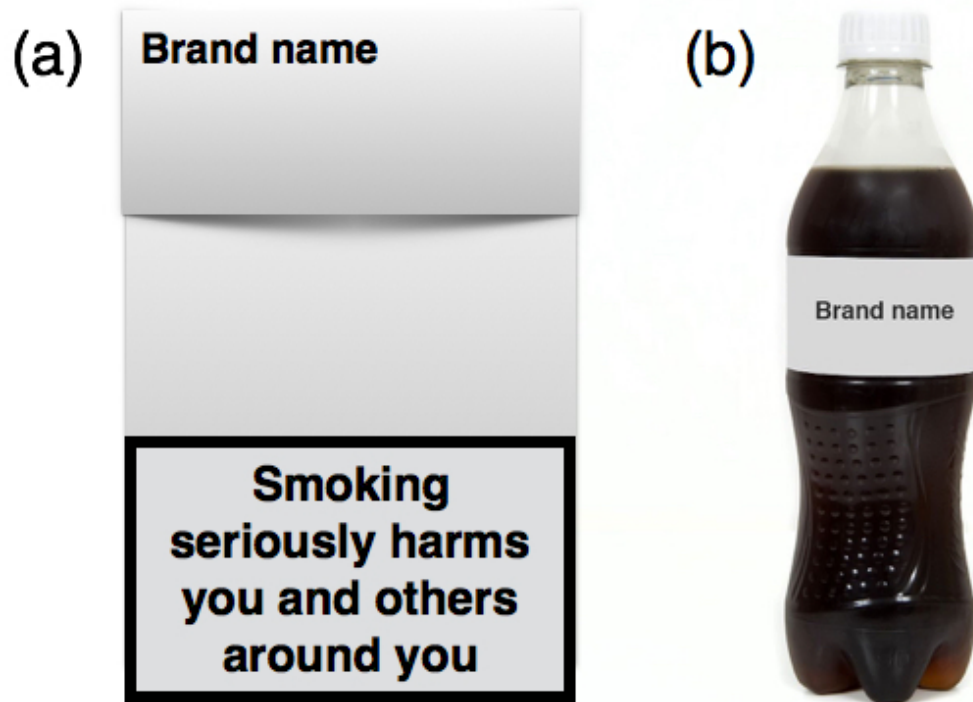 (a)
Brand name
Smoking
seriously harms
you and others
around you
(b)
Brand name